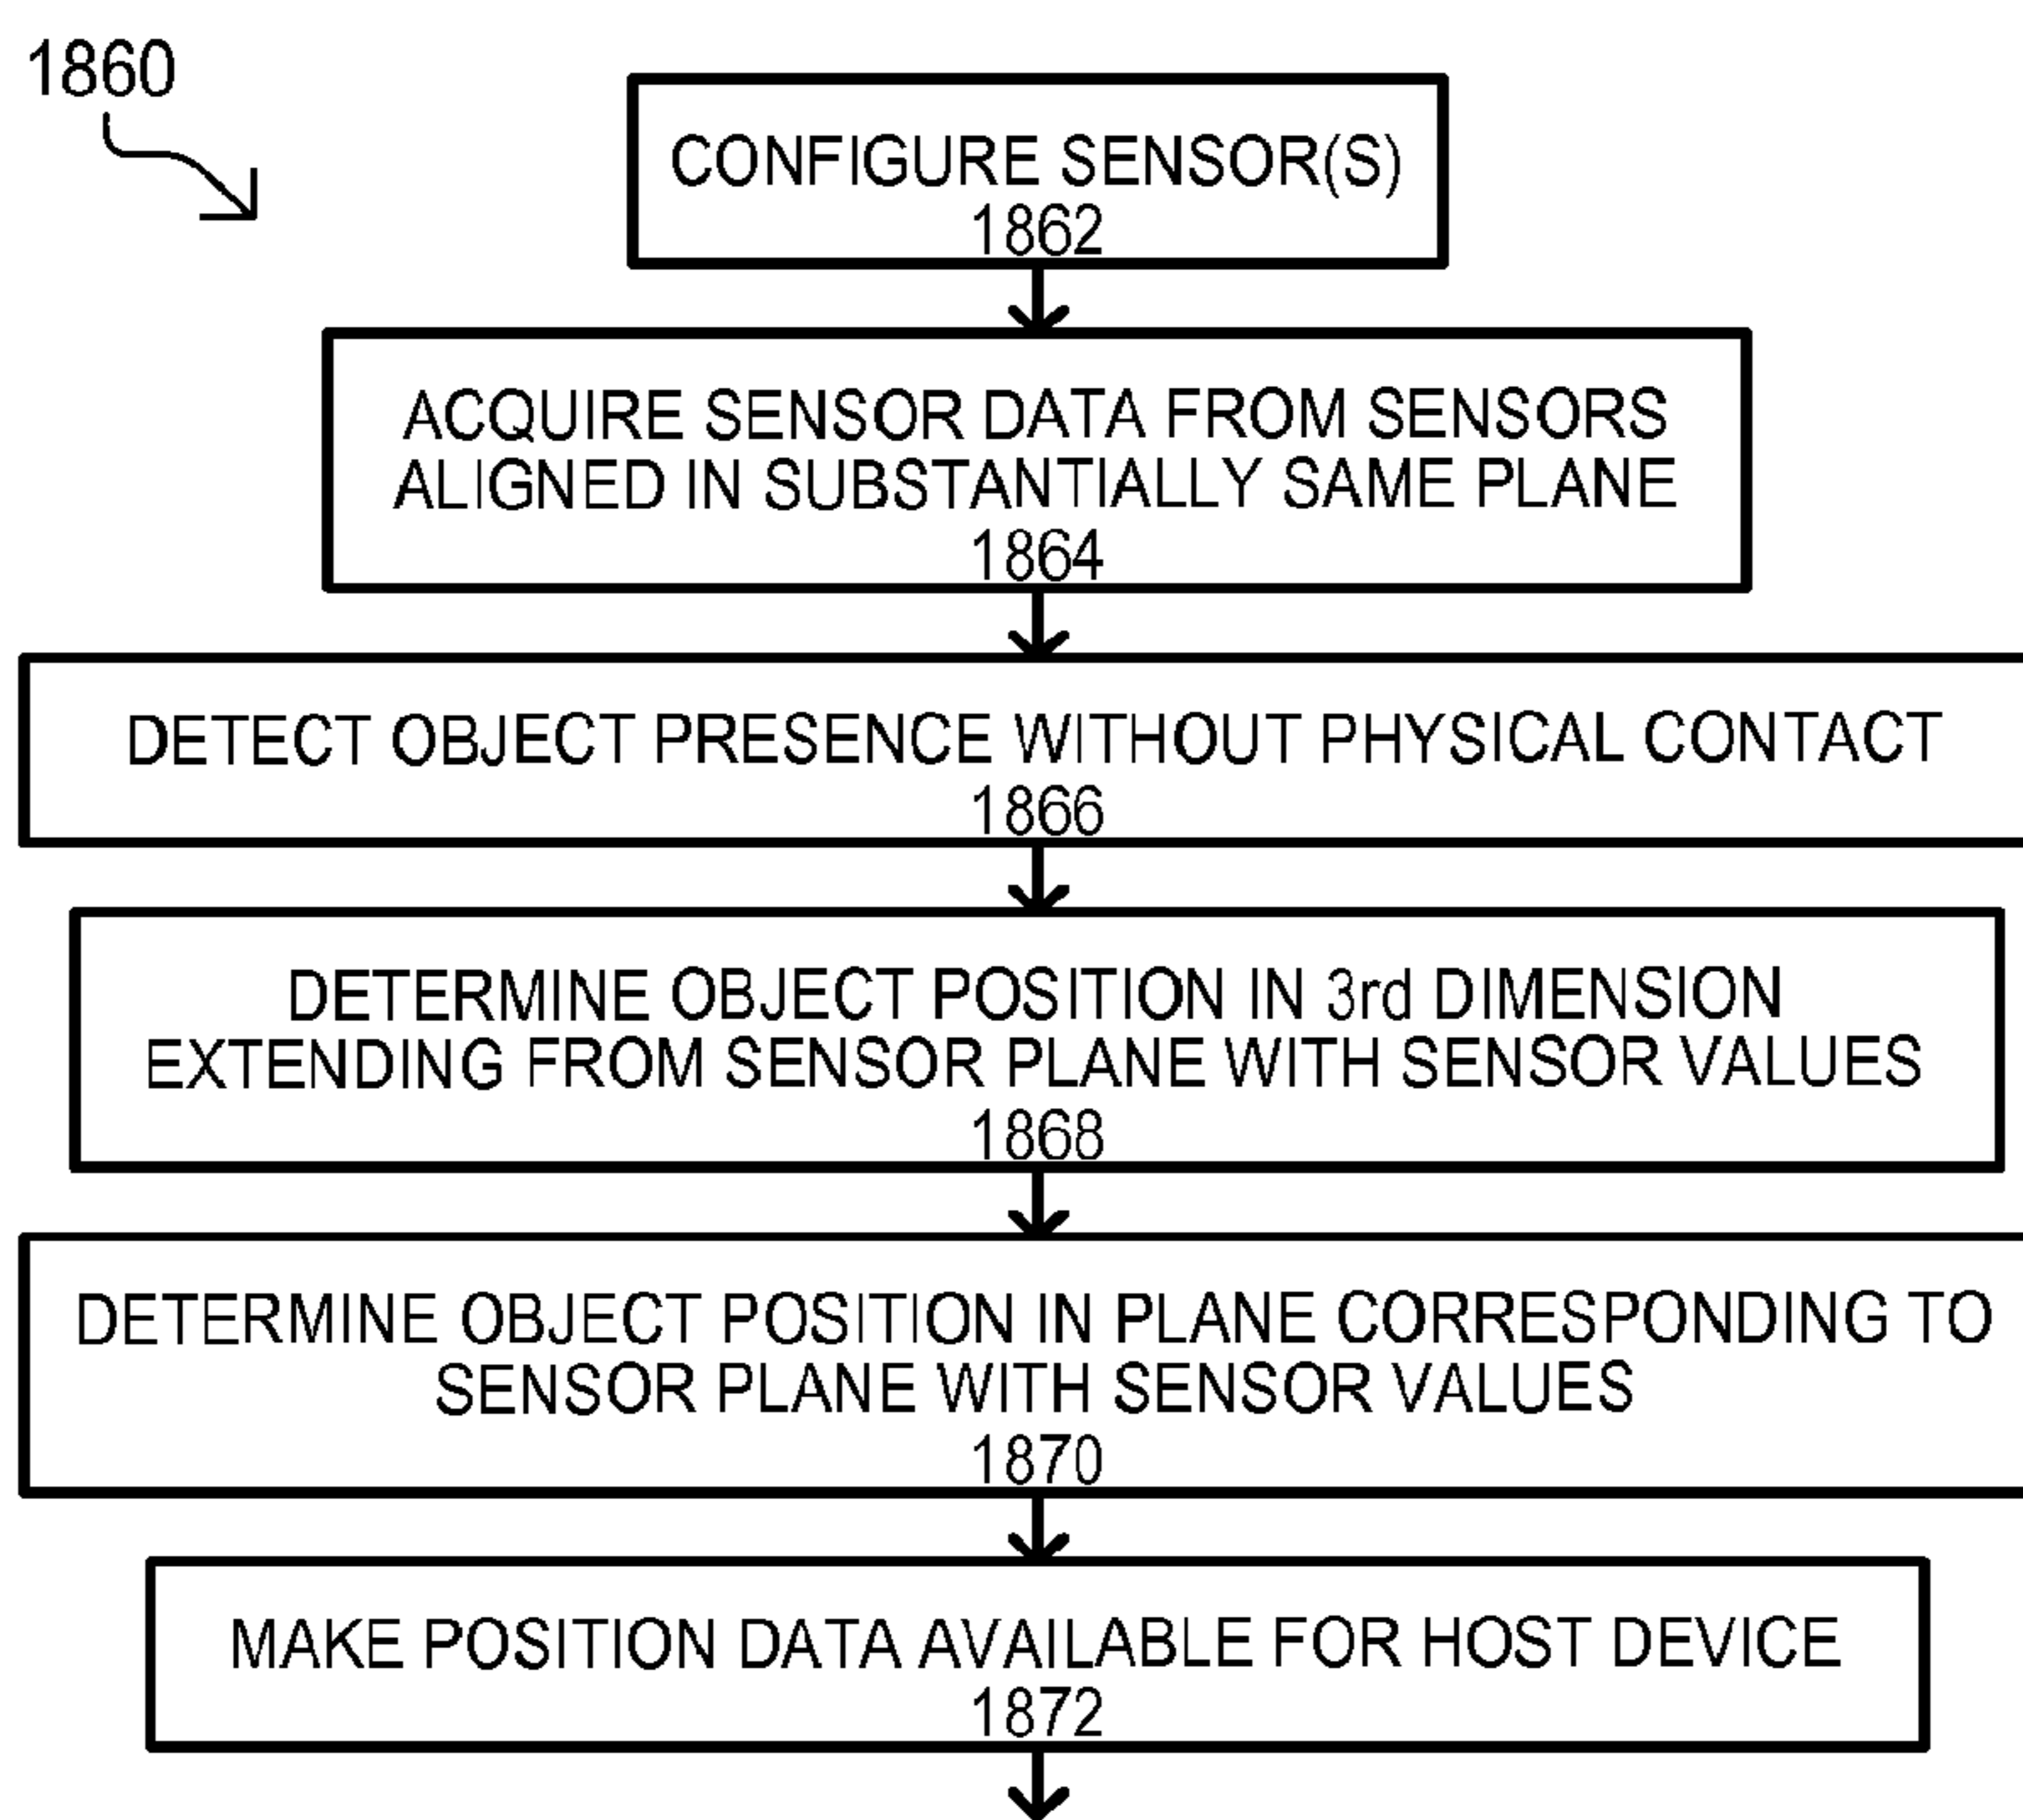 1860
CONFIGURE SENSOR(S)
1862
ACQUIRE SENSOR DATA FROM SENSORS
ALIGNED IN SUBSTANTIALLY SAME PLANE
1864
DETECT OBJECT PRESENCE WITHOUT PHYSICAL CONTACT
1866
DETERMINE OBJECT POSITION IN 3rd DIMENSION
EXTENDING FROM SENSOR PLANE WITH SENSOR VALUES
1868
DETERMINE OBJECT POSITION IN PLANE CORRESPONDING TO
SENSOR PLANE WITH SENSOR VALUES
1870
MAKE POSITION DATA AVAILABLE FOR HOST DEVICE
1872